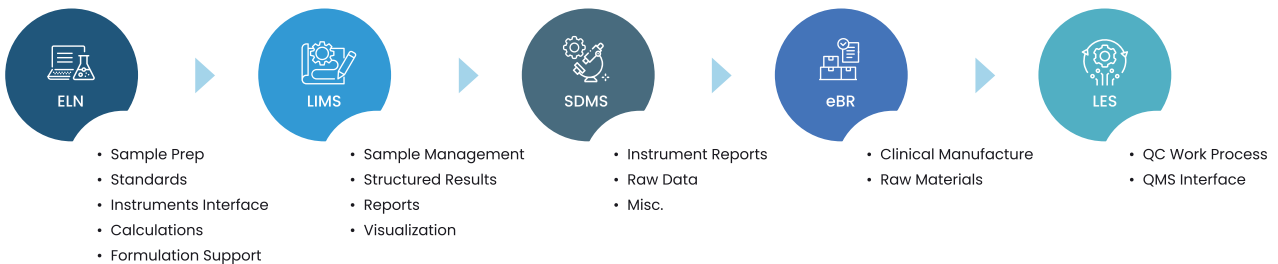 ELN
• Sample Prep
• Standards
• Instruments Interface
• Calculations
• Formulation Support
LIMS
• Sample Management
• Structured Results
• Reports
• Visualization
SDMS
• Instrument Reports
• Raw Data
• Misc.
eBR
• Clinical Manufacture
• Raw Materials
LES
• QC Work Process
• QMS Interface